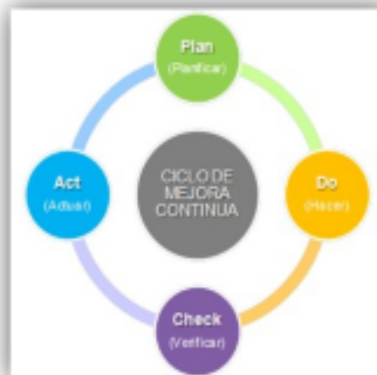 Plan
(Planificar)
Act
(Actuar)
CICLO DE
MEJORA
CONTINUA
Do
(Hacer)
Check
(Verificar)